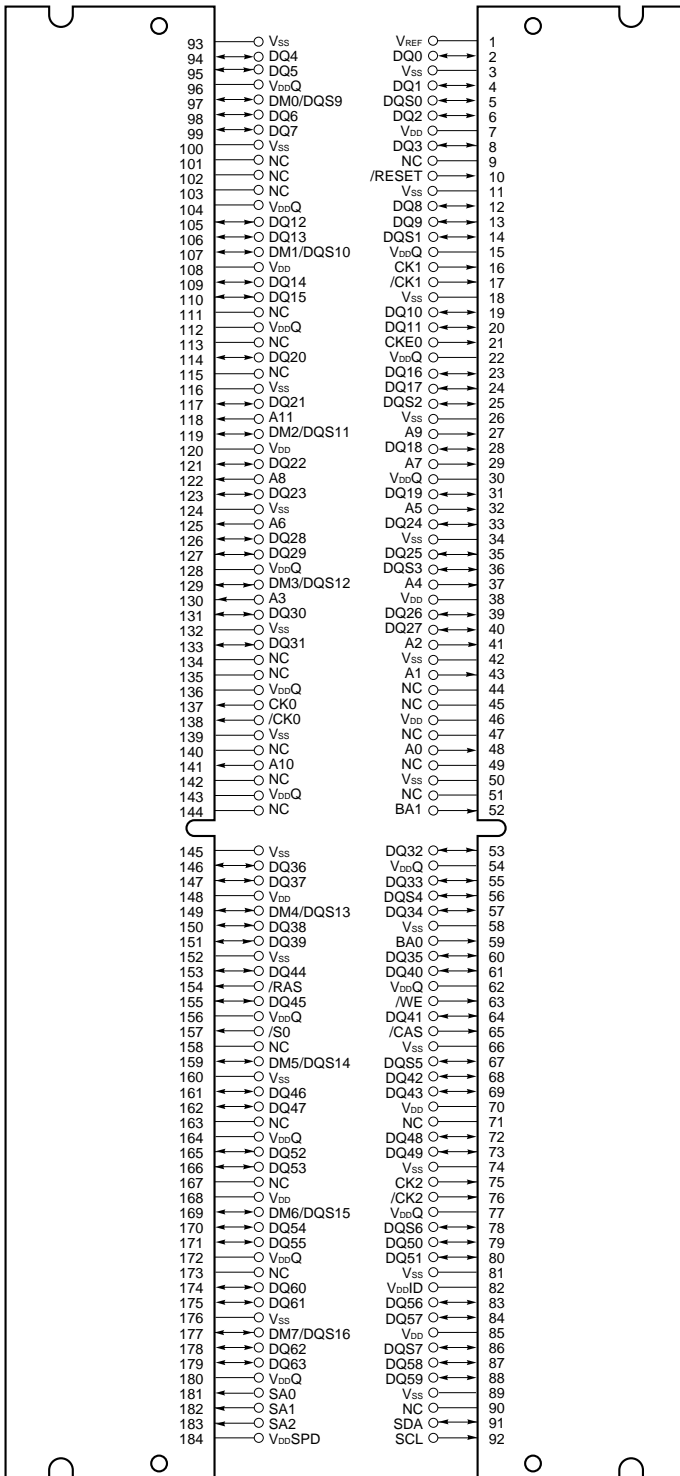 93 VSS VREF 1
94 DQ4 DQ0 2
95 DQ5 VSS 3
96 VDDQ DQ1 4
97 DM0/DQS9 DQS0 5
98 DQ6 DQ2 6
99 DQ7 VDD 7
100 VSS DQ3 8
101 NC NC 9
102 NC /RESET 10
103 NC VSS 11
104 VDDQ DQ8 12
105 DQ12 DQ9 13
106 DQ13 DQS1 14
107 DM1/DQS10 VDDQ 15
108 VDD CK1 16
109 DQ14 /CK1 17
110 DQ15 VSS 18
111 NC DQ10 19
112 VDDQ DQ11 20
113 NC CKE0 21
114 DQ20 VDDQ 22
115 NC DQ16 23
116 VSS DQ17 24
117 DQ21 DQS2 25
118 A11 VSS 26
119 DM2/DQS11 A9 27
120 VDD DQ18 28
121 DQ22 A7 29
122 A8 VDDQ 30
123 DQ23 DQ19 31
124 VSS A5 32
125 A6 DQ24 33
126 DQ28 VSS 34
127 DQ29 DQ25 35
128 VDDQ DQS3 36
129 DM3/DQS12 A4 37
130 A3 VDD 38
131 DQ30 DQ26 39
132 VSS DQ27 40
133 DQ31 A2 41
134 NC VSS 42
135 NC A1 43
136 VDDQ NC 44
137 CK0 NC 45
138 /CK0 VDD 46
139 VSS NC 47
140 NC A0 48
141 A10 NC 49
142 NC VSS 50
143 VDDQ NC 51
144 NC BA1 52
145 VSS DQ32 53
146 DQ36 VDDQ 54
147 DQ37 DQ33 55
148 VDD DQS4 56
149 DM4/DQS13 DQ34 57
150 DQ38 VSS 58
151 DQ39 BA0 59
152 VSS DQ35 60
153 DQ44 DQ40 61
154 /RAS VDDQ 62
155 DQ45 /WE 63
156 VDDQ DQ41 64
157 /S0 /CAS 65
158 NC VSS 66
159 DM5/DQS14 DQS5 67
160 VSS DQ42 68
161 DQ46 DQ43 69
162 DQ47 VDD 70
163 NC NC 71
164 VDDQ DQ48 72
165 DQ52 DQ49 73
166 DQ53 VSS 74
167 NC CK2 75
168 VDD /CK2 76
169 DM6/DQS15 VDDQ 77
170 DQ54 DQS6 78
171 DQ55 DQ50 79
172 VDDQ DQ51 80
173 NC VSS 81
174 DQ60 VDDID 82
175 DQ61 DQ56 83
176 VSS DQ57 84
177 DM7/DQS16 VDD 85
178 DQ62 DQS7 86
179 DQ63 DQ58 87
180 VDDQ DQ59 88
181 SA0 VSS 89
182 SA1 NC 90
183 SA2 SDA 91
184 VDDSPD SCL 92